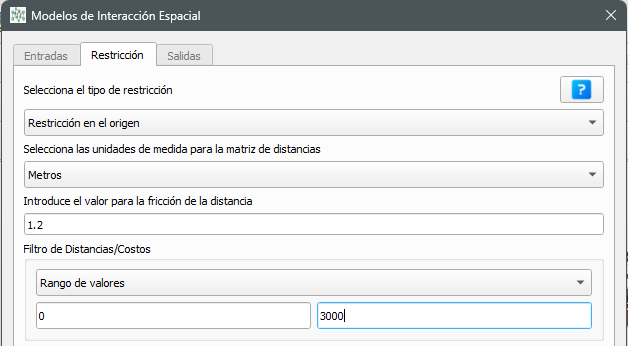 Modelos de Interacción Espacial
Entradas Restricción Salidas
Selecciona el tipo de restricción
?
Restricción en el origen
Selecciona las unidades de medida para la matriz de distancias
Metros
Introduce el valor para la fricción de la distancia
1.2
Filtro de Distancias/Costos
Rango de valores
0 3000